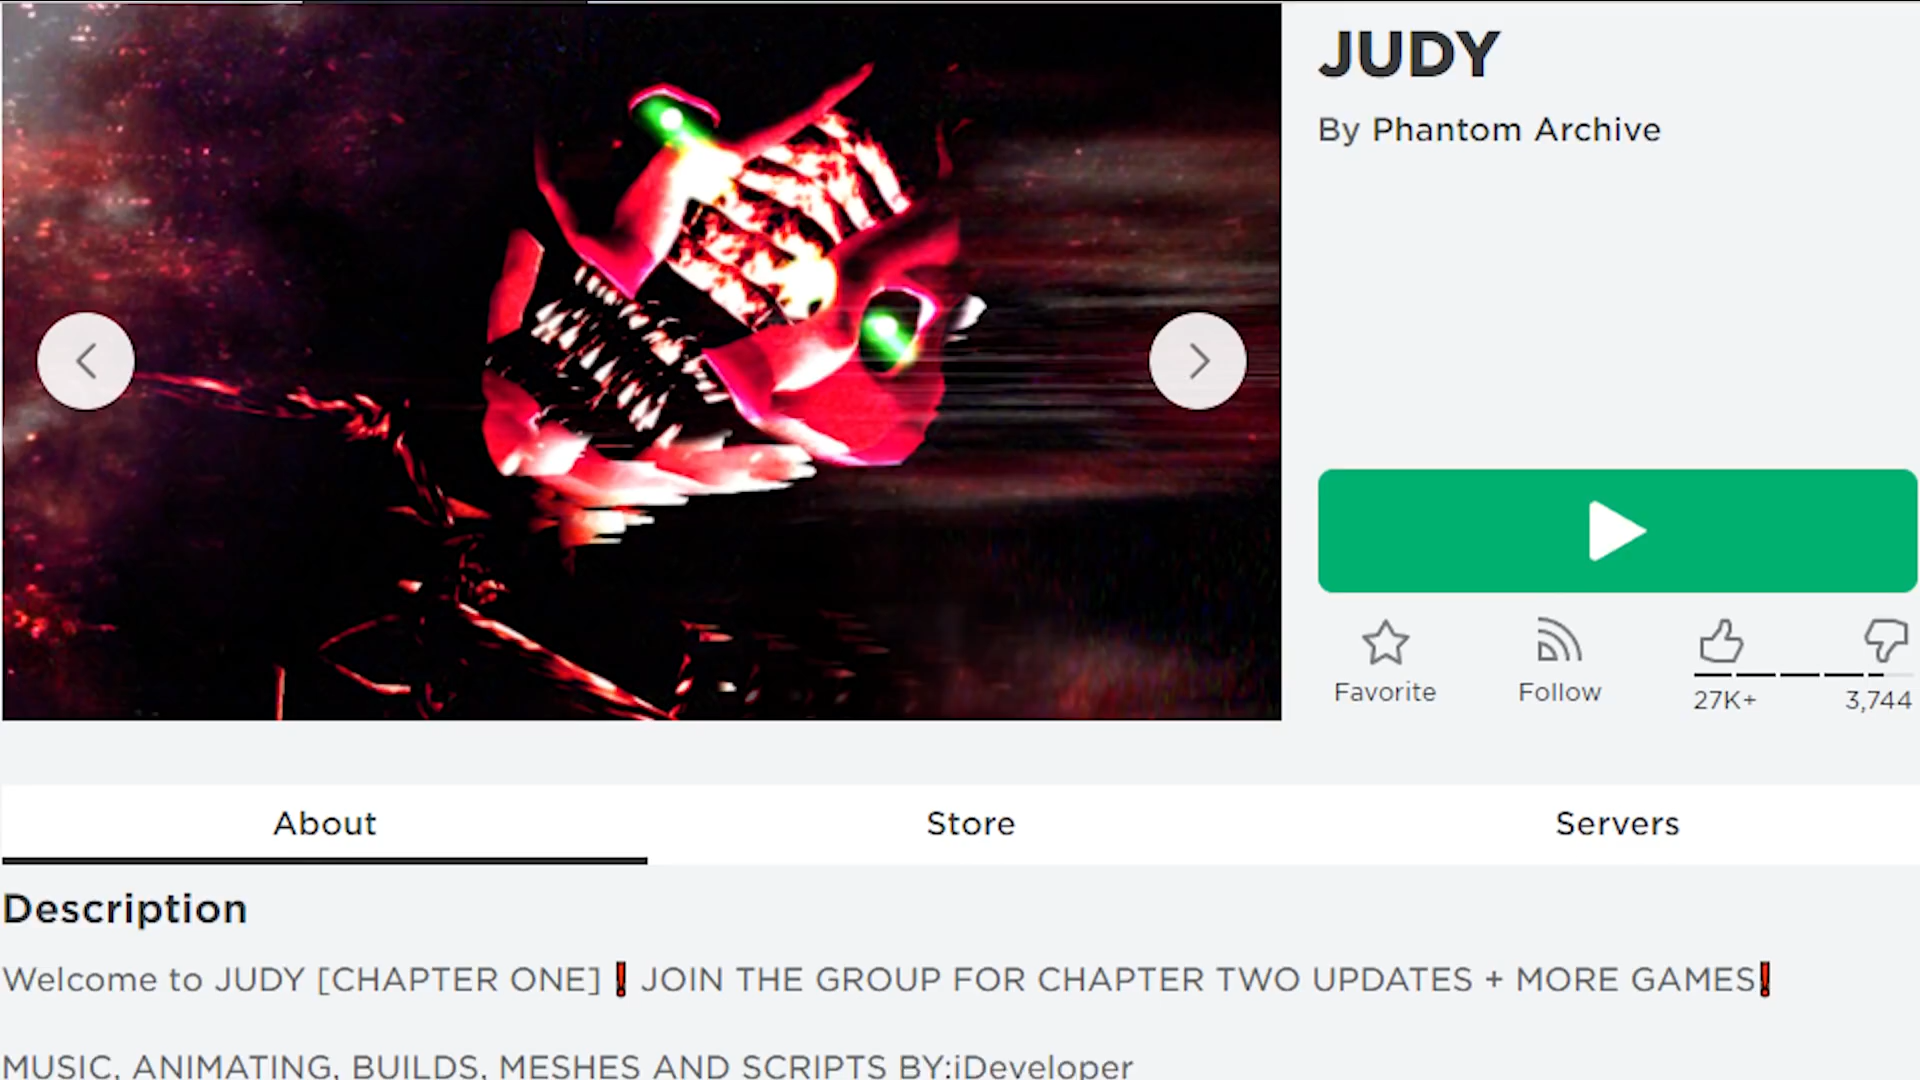 JUDY
By Phantom Archive
Favorite
Follow
27K+
3,744
About
Store
Servers
Description
Welcome to JUDY [CHAPTER ONE]❗JOIN THE GROUP FOR CHAPTER TWO UPDATES + MORE GAMES❗
MUSIC, ANIMATING, BUILDS, MESHES AND SCRIPTS BY:iDeveloper